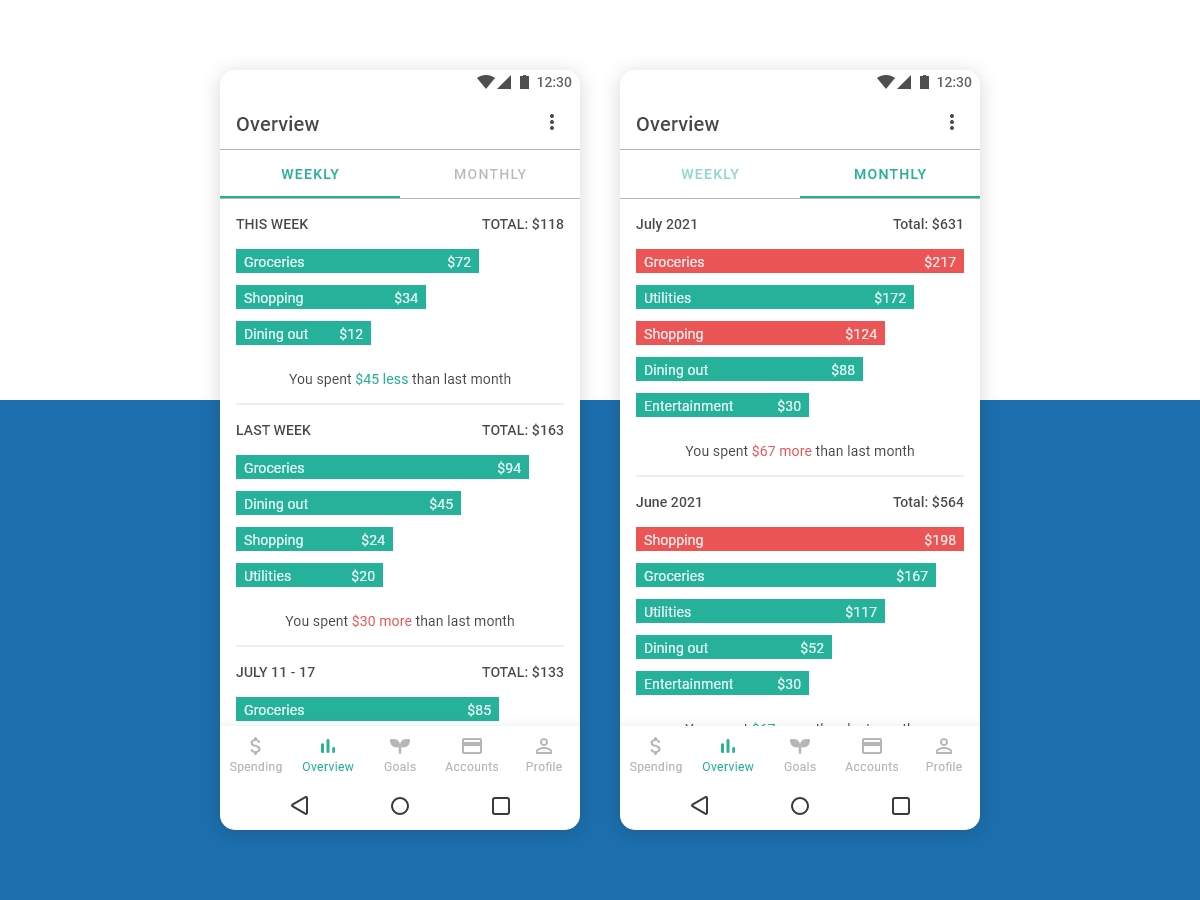 12:30
Overview
WEEKLY MONTHLY
THIS WEEK TOTAL: $118
Groceries $72
Shopping $34
Dining out $12
You spent $45 less than last month
LAST WEEK TOTAL: $163
Groceries $94
Dining out $45
Shopping $24
Utilities $20
You spent $30 more than last month
JULY 11 - 17 TOTAL: $133
Groceries $85
Spending Overview Goals Accounts Profile
12:30
Overview
WEEKLY MONTHLY
July 2021 Total: $631
Groceries $217
Utilities $172
Shopping $124
Dining out $88
Entertainment $30
You spent $67 more than last month
June 2021 Total: $564
Shopping $198
Groceries $167
Utilities $117
Dining out $52
Entertainment $30
Spending Overview Goals Accounts Profile